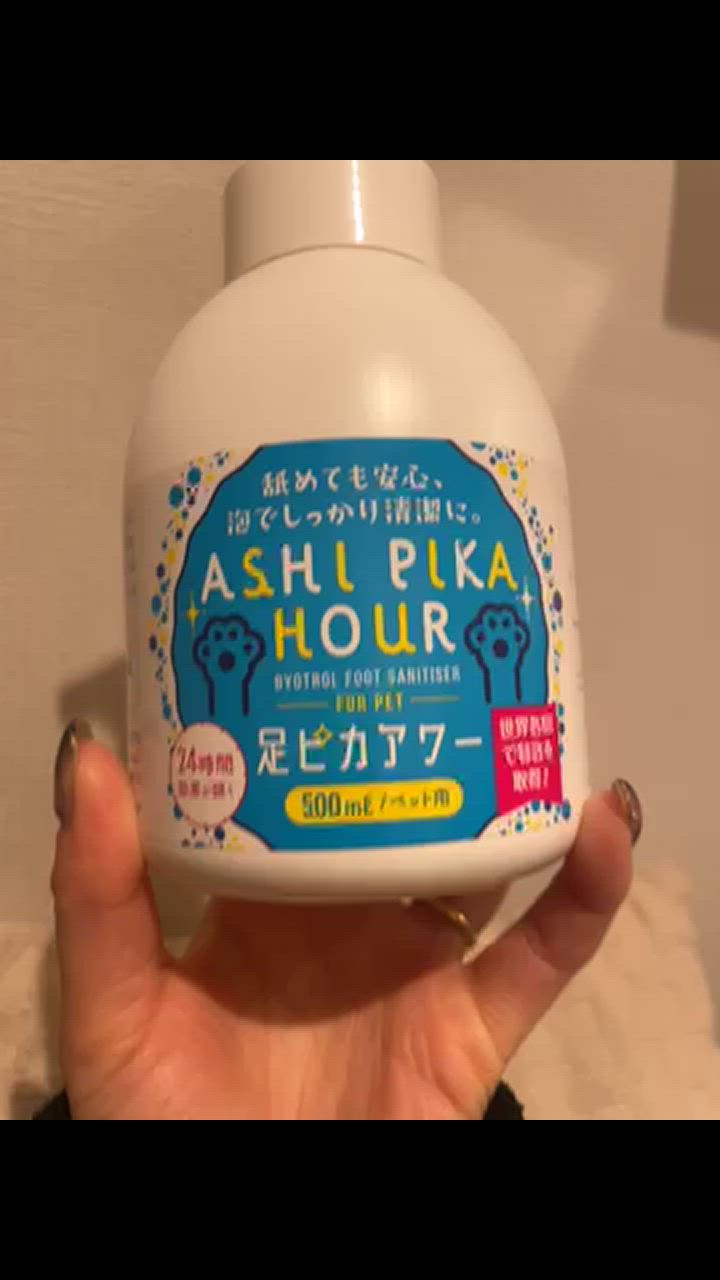 舐めても安心、
泡でしっかり清潔に。
ASHI PIKA
HOUR
BYOTROL FOOT SANITISER
FOR PET
足ピカアワー
24時間
世界各国
で特許を
取得!
500mL/ペット用